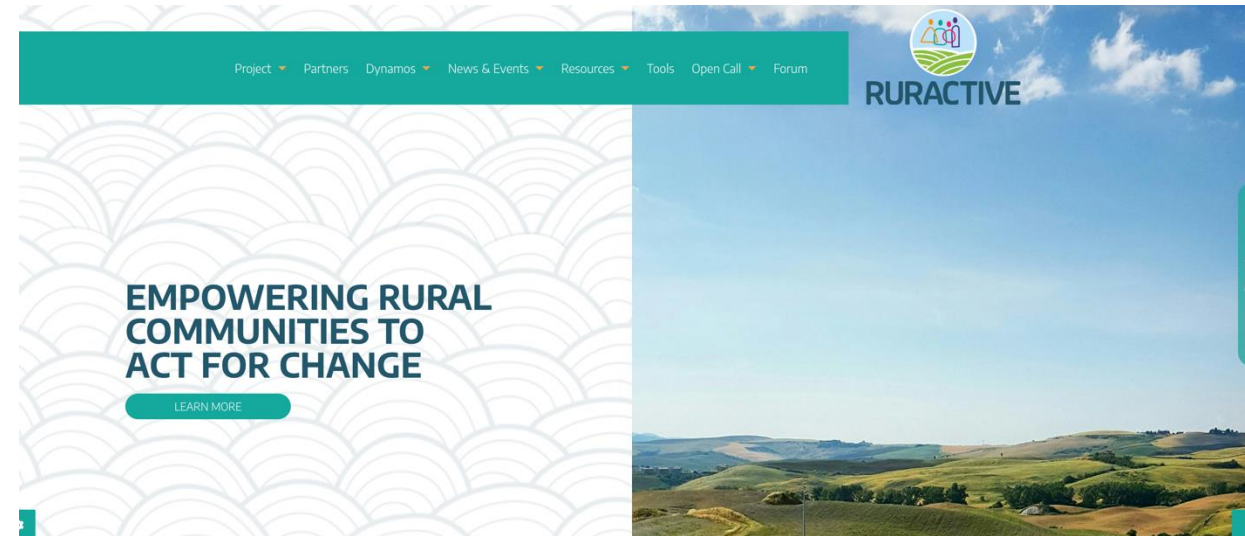 Project Partners Dynamos News & Events Resources Tools Open Call Forum
RURACTIVE
EMPOWERING RURAL
COMMUNITIES TO
ACT FOR CHANGE
LEARN MORE